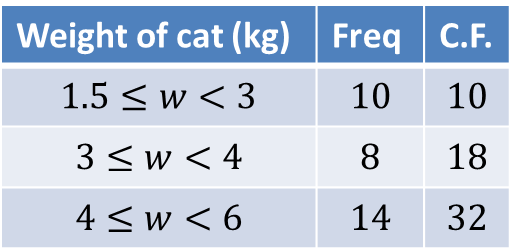 Weight of cat (kg) Freq C.F.
1.5 ≤ w < 3 10 10
3 ≤ w < 4 8 18
4 ≤ w < 6 14 32